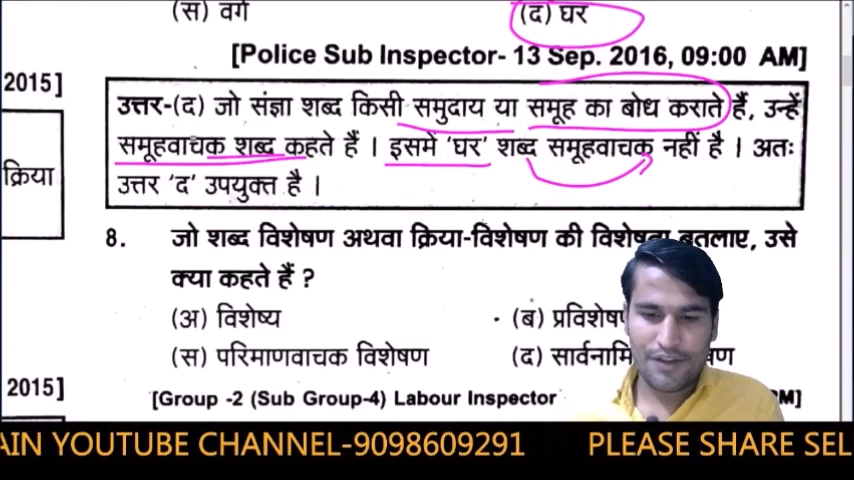 (स) वर्ग
(द) घर
[Police Sub Inspector- 13 Sep. 2016, 09:00 AM]
2015]
उत्तर-(द) जो संज्ञा शब्द किसी समुदाय या समूह का बोध कराते हैं, उन्हें
समूहवाचक शब्द कहते हैं । इसमें 'घर' शब्द समूहवाचक नहीं है । अतः
क्रिया
उत्तर 'द' उपयुक्त है ।
8. जो शब्द विशेषण अथवा क्रिया-विशेषण की विशेषता बतलाए, उसे
क्या कहते हैं ?
(अ) विशेष्य
(ब) प्रविशेष
(स) परिमाणवाचक विशेषण
(द) सार्वनामि
2015]
[Group -2 (Sub Group-4) Labour Inspector
AIN YOUTUBE CHANNEL-9098609291 PLEASE SHARE SEL